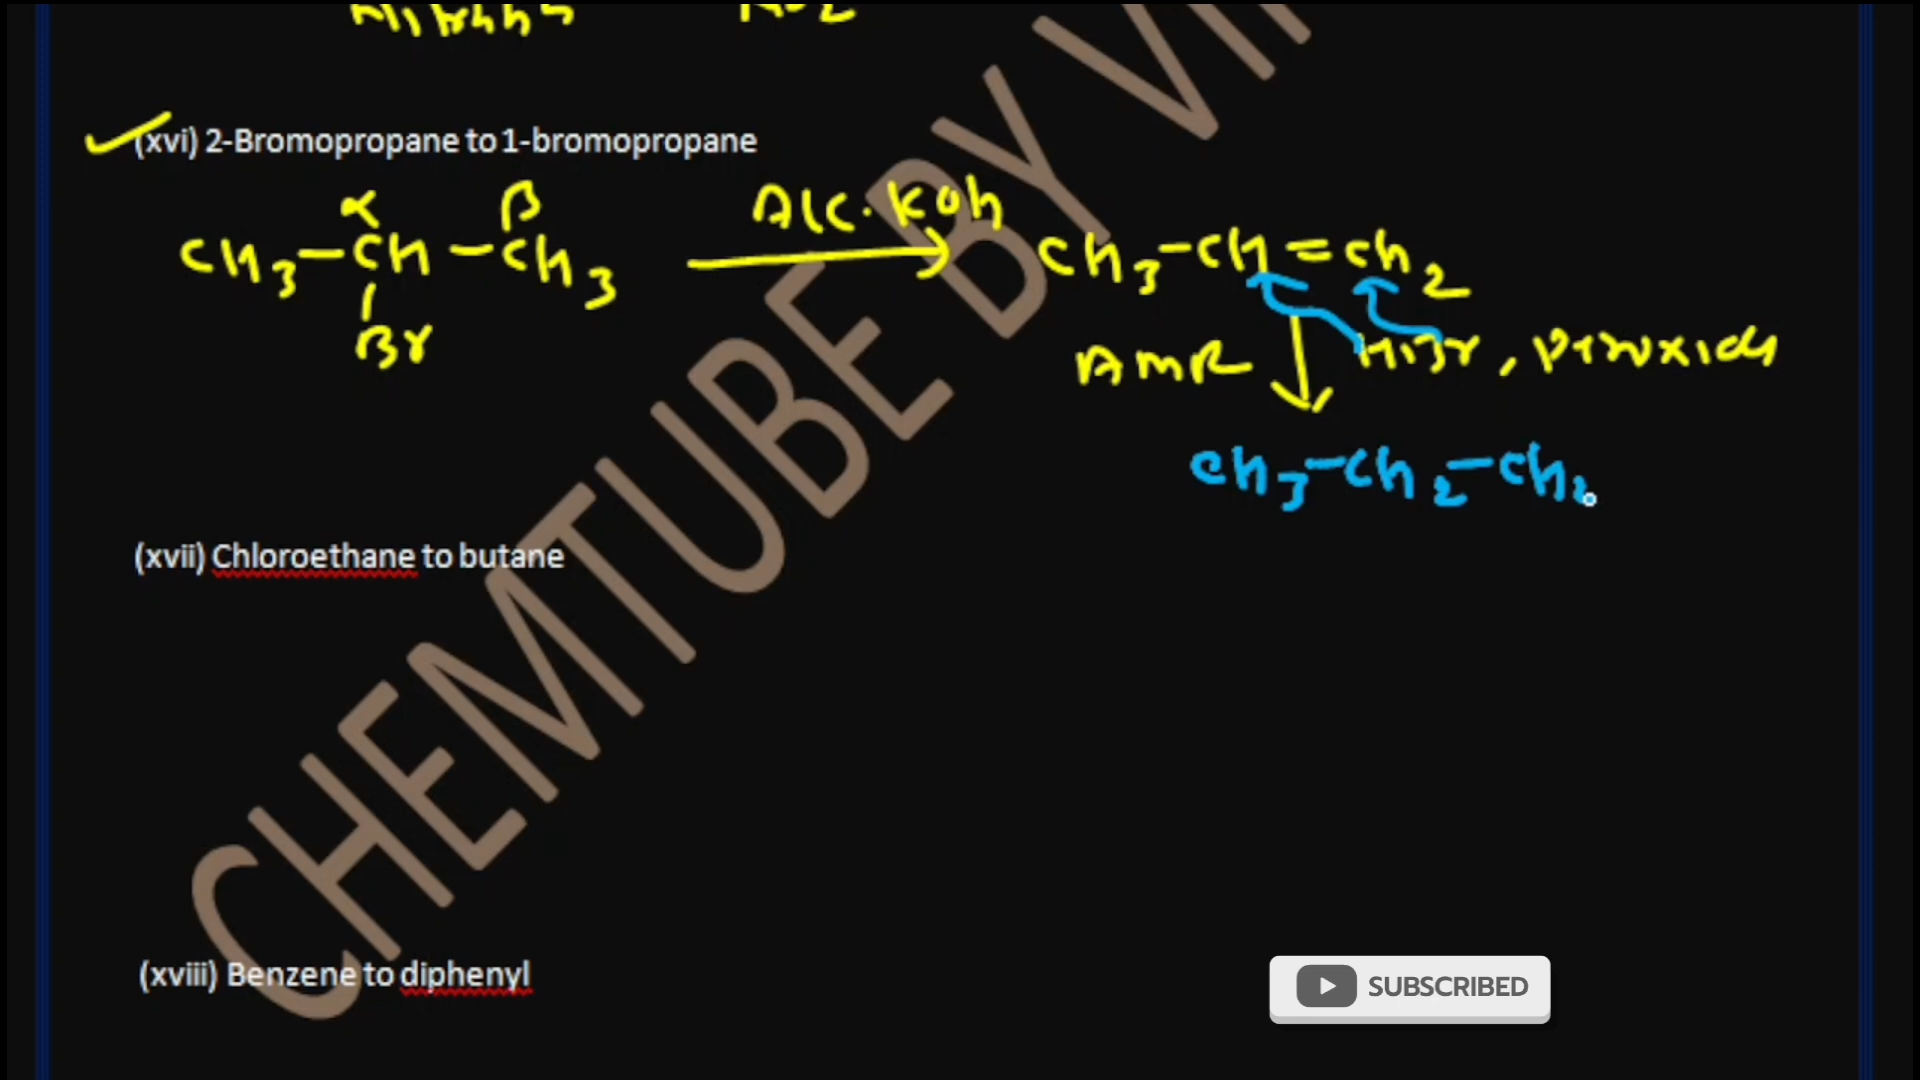 (xvi) 2-Bromopropane to 1-bromopropane
α β
CH3-CH-CH3 Alc. KOH CH3-CH=CH2
Br
AMR HBr, Peroxide
CH3-CH2-CH2
(xvii) Chloroethane to butane
(xviii) Benzene to diphenyl
SUBSCRIBED
CHEMTUBE BY VI